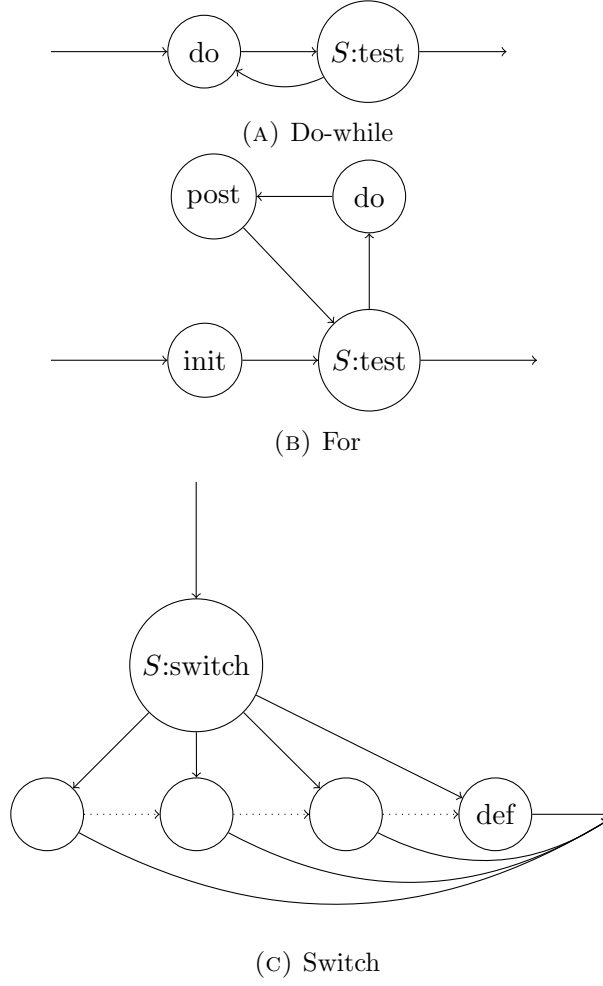 do S:test
(A) Do-while
post do
init S:test
(B) For
S:switch
def
(C) Switch